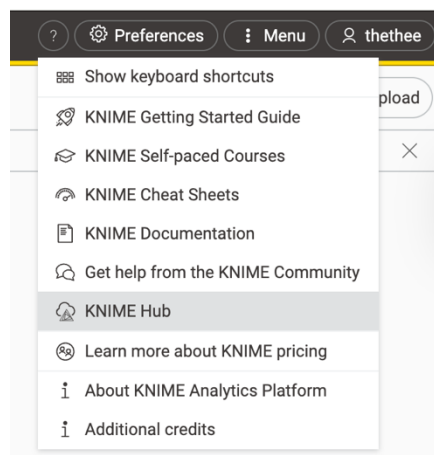 ? Preferences Menu thethee
Show keyboard shortcuts
pload
KNIME Getting Started Guide
KNIME Self-paced Courses
KNIME Cheat Sheets
KNIME Documentation
Get help from the KNIME Community
KNIME Hub
Learn more about KNIME pricing
About KNIME Analytics Platform
Additional credits